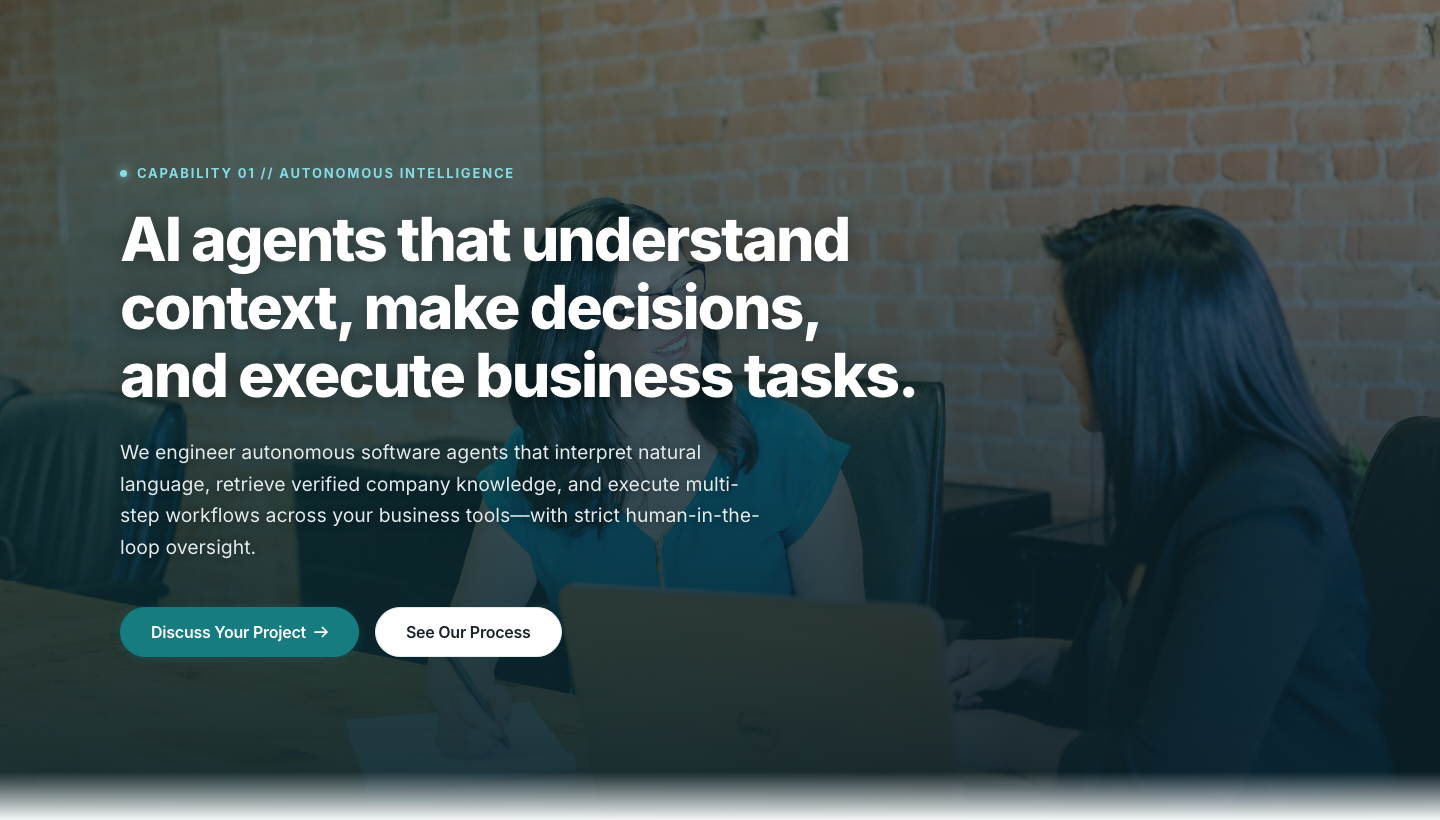 CAPABILITY 01 // AUTONOMOUS INTELLIGENCE
AI agents that understand
context, make decisions,
and execute business tasks.
We engineer autonomous software agents that interpret natural
language, retrieve verified company knowledge, and execute multi-
step workflows across your business tools—with strict human-in-the-
loop oversight.
Discuss Your Project →
See Our Process